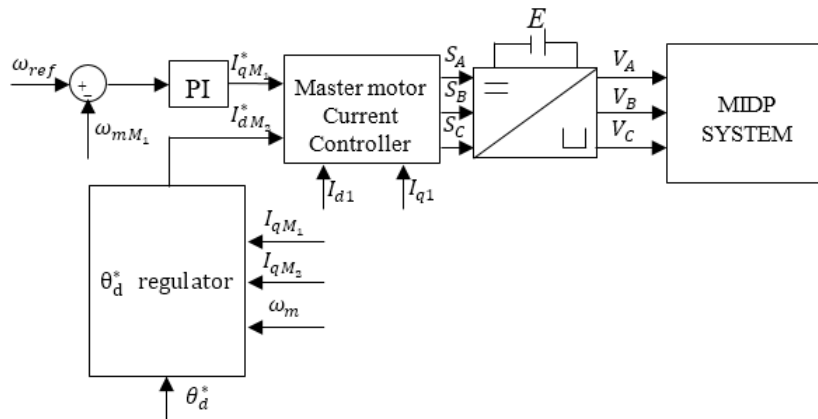 E
ω_ref
+
−
ω_mM₁
PI
I*_qM₁
I*_dM₂
Master motor
Current
Controller
I_d1
I_q1
S_A
S_B
S_C
V_A
V_B
V_C
MIDP
SYSTEM
θ*_d regulator
I_qM₁
I_qM₂
ω_m
θ*_d